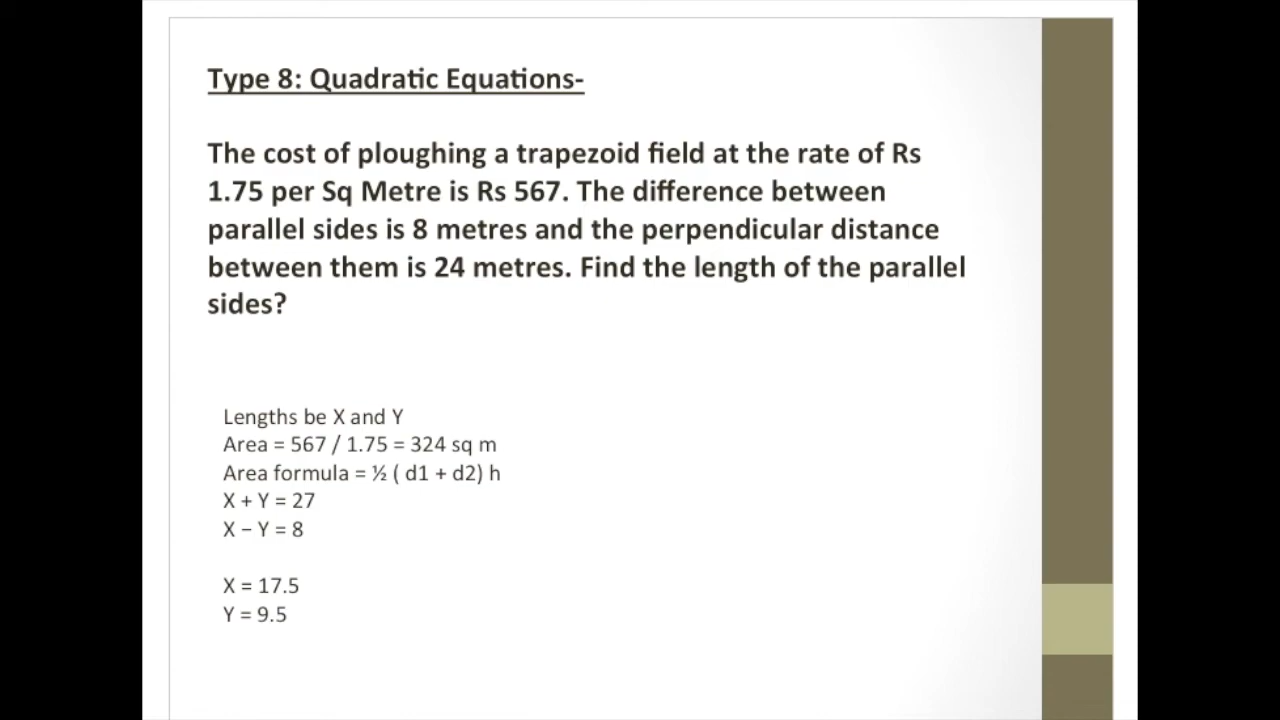 Type 8: Quadratic Equations-
The cost of ploughing a trapezoid field at the rate of Rs
1.75 per Sq Metre is Rs 567. The difference between
parallel sides is 8 metres and the perpendicular distance
between them is 24 metres. Find the length of the parallel
sides?
Lengths be X and Y
Area = 567 / 1.75 = 324 sq m
Area formula = ½ ( d1 + d2) h
X + Y = 27
X – Y = 8
X = 17.5
Y = 9.5